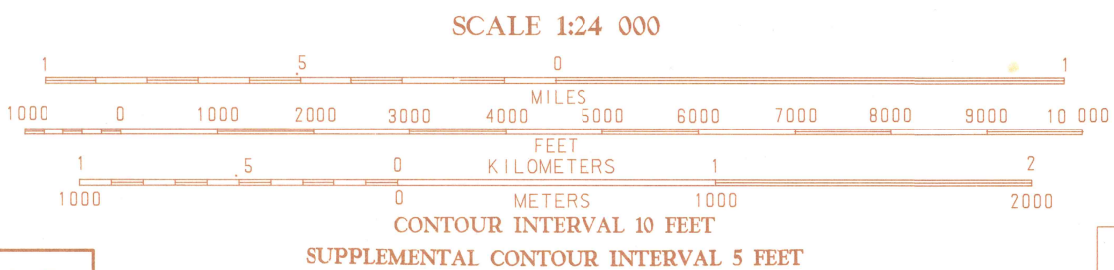 SCALE 1:24 000
1 .5 0 1
MILES
1000 0 1000 2000 3000 4000 5000 6000 7000 8000 9000 10 000
FEET
1 .5 0 KILOMETERS 1 2
1000 0 METERS 1000 2000
CONTOUR INTERVAL 10 FEET
SUPPLEMENTAL CONTOUR INTERVAL 5 FEET